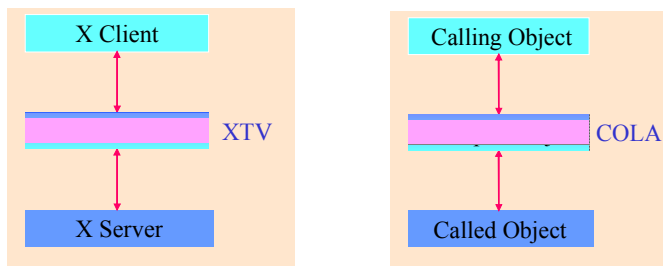 X Client
XTV
X Server
Calling Object
COLA
Called Object